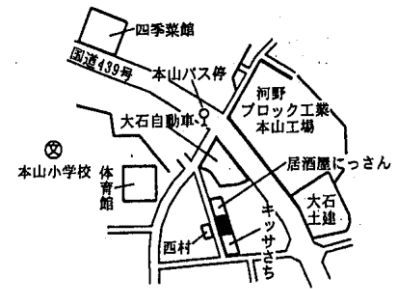 四季菜館
国道439号
本山バス停
河野
ブロック工業
本山工場
大石自動車
文
本山小学校
体育館
居酒屋にっさん
大石
土建
西村
キッサさち